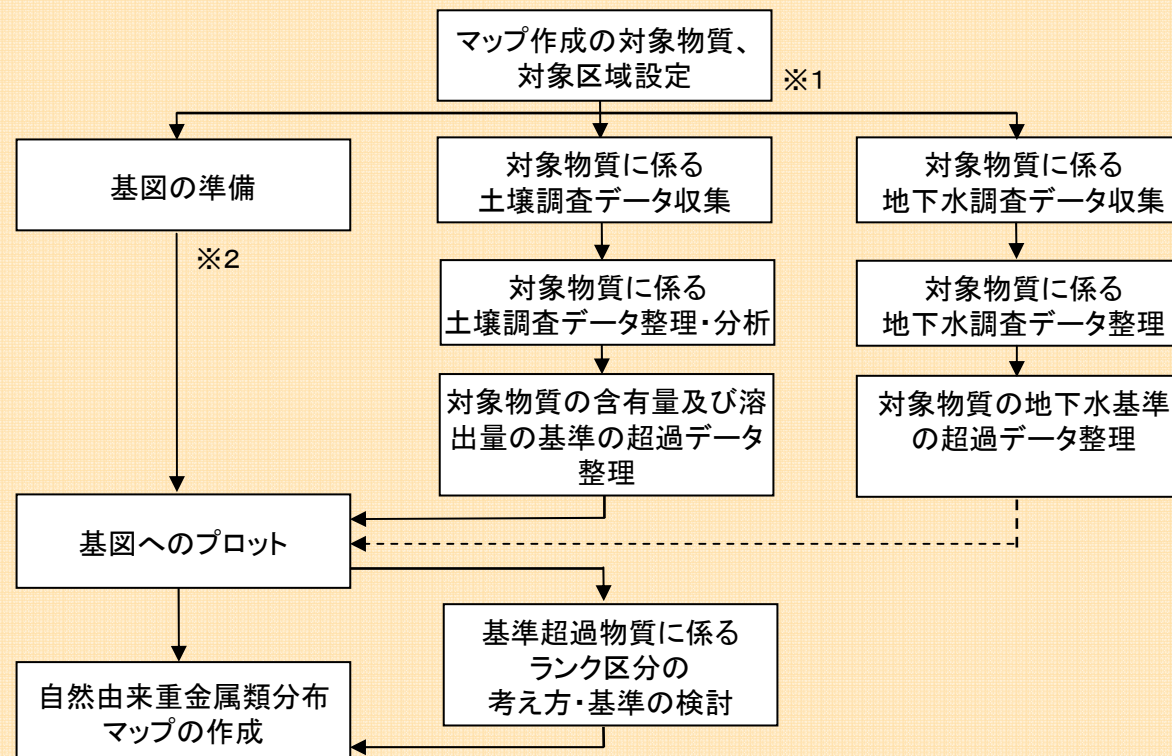 マップ作成の対象物質、
対象区域設定
※1
基図の準備
対象物質に係る
土壌調査データ収集
対象物質に係る
地下水調査データ収集
※2
対象物質に係る
土壌調査データ整理・分析
対象物質に係る
地下水調査データ整理
対象物質の含有量及び溶
出量の基準の超過データ
整理
対象物質の地下水基準
の超過データ整理
基図へのプロット
基準超過物質に係る
ランク区分の
考え方・基準の検討
自然由来重金属類分布
マップの作成